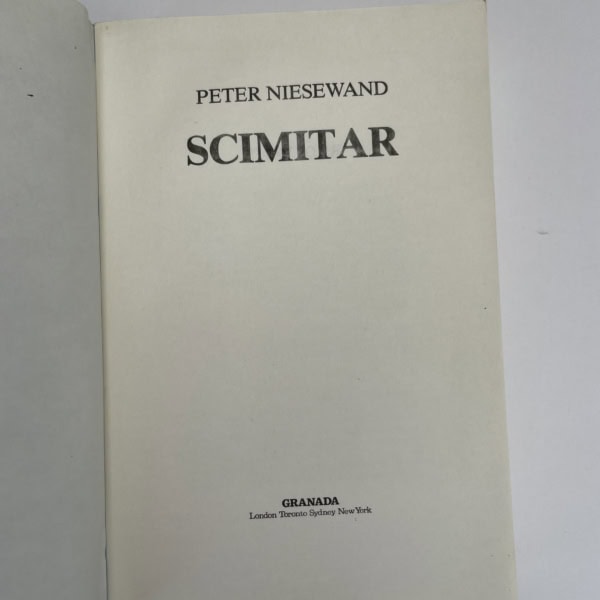 PETER NIESEWAND
SCIMITAR
GRANADA
London Toronto Sydney New York